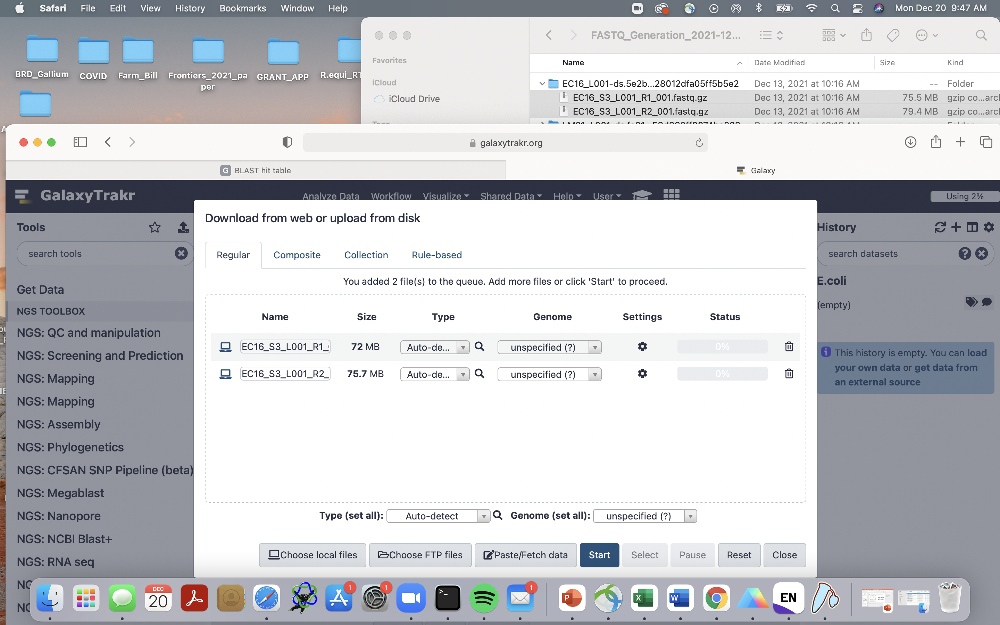 Safari File Edit View History Bookmarks Window Help Mon Dec 20 9:47 AM
BRD_Gallium COVID Farm_Bill Frontiers_2021_pa GRANT_APP R.equi_RT
per
FASTQ_Generation_2021-12...
Favorites
iCloud
iCloud Drive
Name Date Modified Size Kind
EC16_L001-ds.5e2b...28012dfa05ff5b5e2 Dec 13, 2021 at 10:16 AM -- Folder
EC16_S3_L001_R1_001.fastq.gz Dec 13, 2021 at 10:16 AM 75.5 MB gzip co...arch
EC16_S3_L001_R2_001.fastq.gz Dec 13, 2021 at 10:16 AM 79.4 MB gzip co...arch
galaxytrakr.org
G BLAST hit table
Galaxy
GalaxyTrakr Analyze Data Workflow Visualize Shared Data Help User Using 2%
Tools
search tools
Get Data
NGS TOOLBOX
NGS: QC and manipulation
NGS: Screening and Prediction
NGS: Mapping
NGS: Mapping
NGS: Assembly
NGS: Phylogenetics
NGS: CFSAN SNP Pipeline (beta)
NGS: Megablast
NGS: Nanopore
NGS: NCBI Blast+
NGS: RNA seq
Download from web or upload from disk
Regular Composite Collection Rule-based
You added 2 file(s) to the queue. Add more files or click 'Start' to proceed.
Name Size Type Genome Settings Status
EC16_S3_L001_R1_ 72 MB Auto-de... unspecified (?) 0%
EC16_S3_L001_R2_ 75.7 MB Auto-de... unspecified (?) 0%
Type (set all): Auto-detect Genome (set all): unspecified (?)
Choose local files Choose FTP files Paste/Fetch data Start Select Pause Reset Close
History
search datasets
E.coli
(empty)
This history is empty. You can load
your own data or get data from
an external source
DEC
20
1
1
1
P
X
W
EN